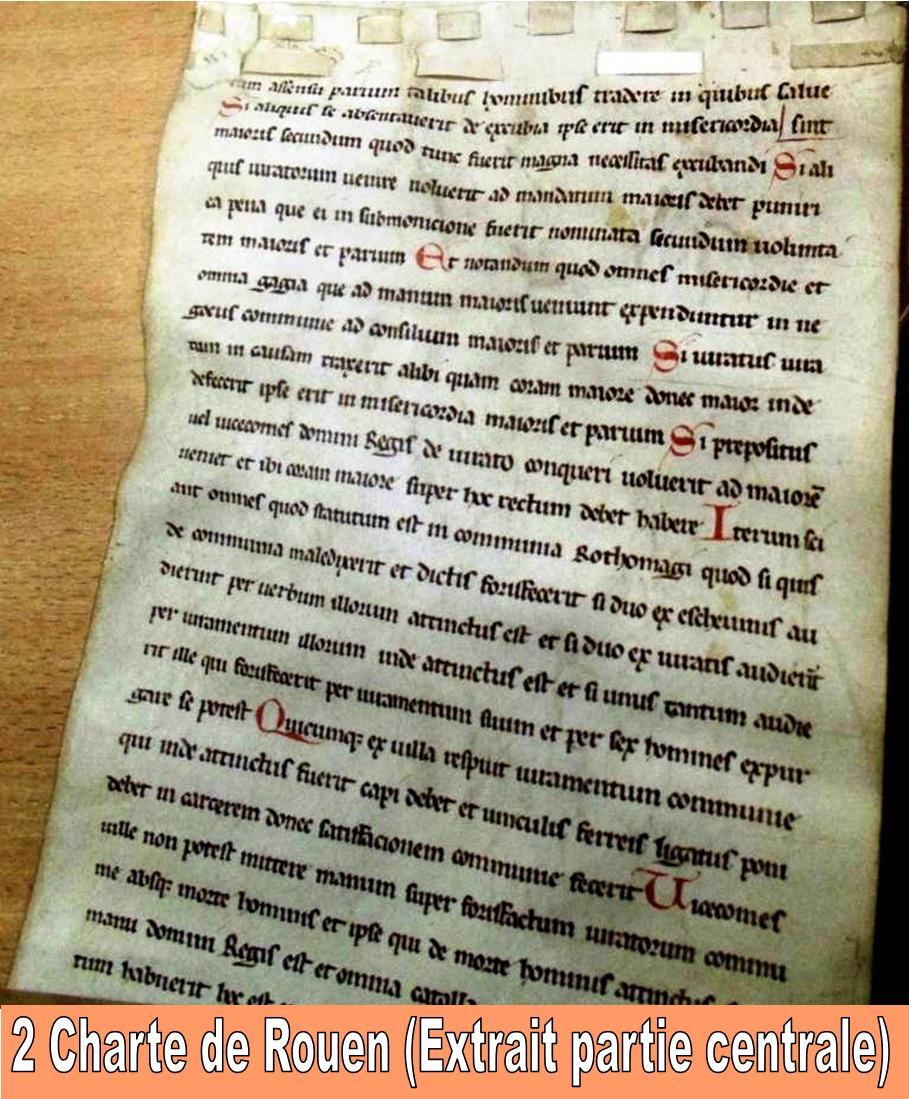 cum assensu parium talibus hominibus tradere in quibus salue
Si aliquis se absentauerit de excubia ipse erit in misericordia sint
maioris secundum quod tunc fuerit magna necessitas excubandi Si ali
quis iuratorum uenire noluerit ad mandatum maioris debet puniri
ea pena que ei in submonicione fuerit nominata secundum uolunta
tem maioris et parium Et notandum quod omnes misericordie et
omnia gagia que ad manum maioris ueniunt expenduntur in ne
gociis communie ad consilium maioris et parium Si iuratus iura
tum in causam traxerit alibi quam coram maiore donec maior inde
defecerit ipse erit in misericordia maioris et parium Si prepositus
uel uicecomes domini Regis de iurato conqueri uoluerit ad maiorē
ueniet et ibi coram maiore super hoc rectum debet habere Iterum sci
ant omnes quod statutum est in communia Rothomagi quod si quis
de communia maledixerit et dictis forisfecerit si duo ex escheuinis au
dierint per uerbum illorum attinctus est et si duo ex iuratis audierīt
per iuramentum illorum inde attinctus est et si unus tantum audie
rit ille qui forisfecerit per iuramentum suum et per sex homines expur
gare se potest Quicumqꝫ ex uilla respuit iuramentum communie
qui inde attinctus fuerit capi debet et uinculis ferreis ligatus poni
debet in carcerem donec satisfacionem communie fecerit Uicecomes
uille non potest mittere manum super forisfactum iuratorum commu
nie absqꝫ morte hominis et ipse qui de morte hominis attinctus
manu domini Regis est et omnia catalla
rum habuerit hoc est
2 Charte de Rouen (Extrait partie centrale)